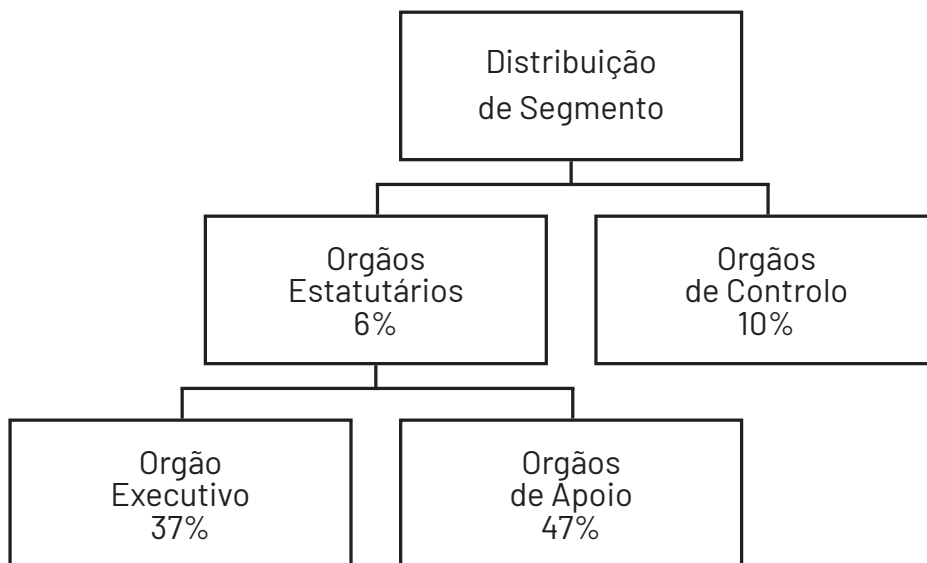 Distribuição
de Segmento
Orgãos
Estatutários
6%
Orgãos
de Controlo
10%
Orgão
Executivo
37%
Orgãos
de Apoio
47%